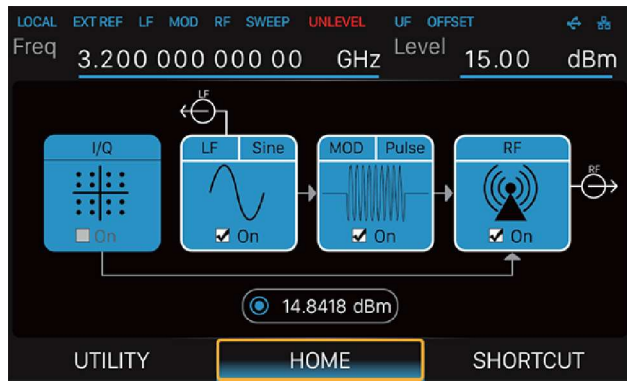 LOCAL EXT REF LF MOD RF SWEEP UNLEVEL UF OFFSET
Freq 3.200 000 000 00 GHz Level 15.00 dBm
LF
I/Q LF Sine MOD Pulse RF
RF
On On On On
14.8418 dBm
UTILITY HOME SHORTCUT